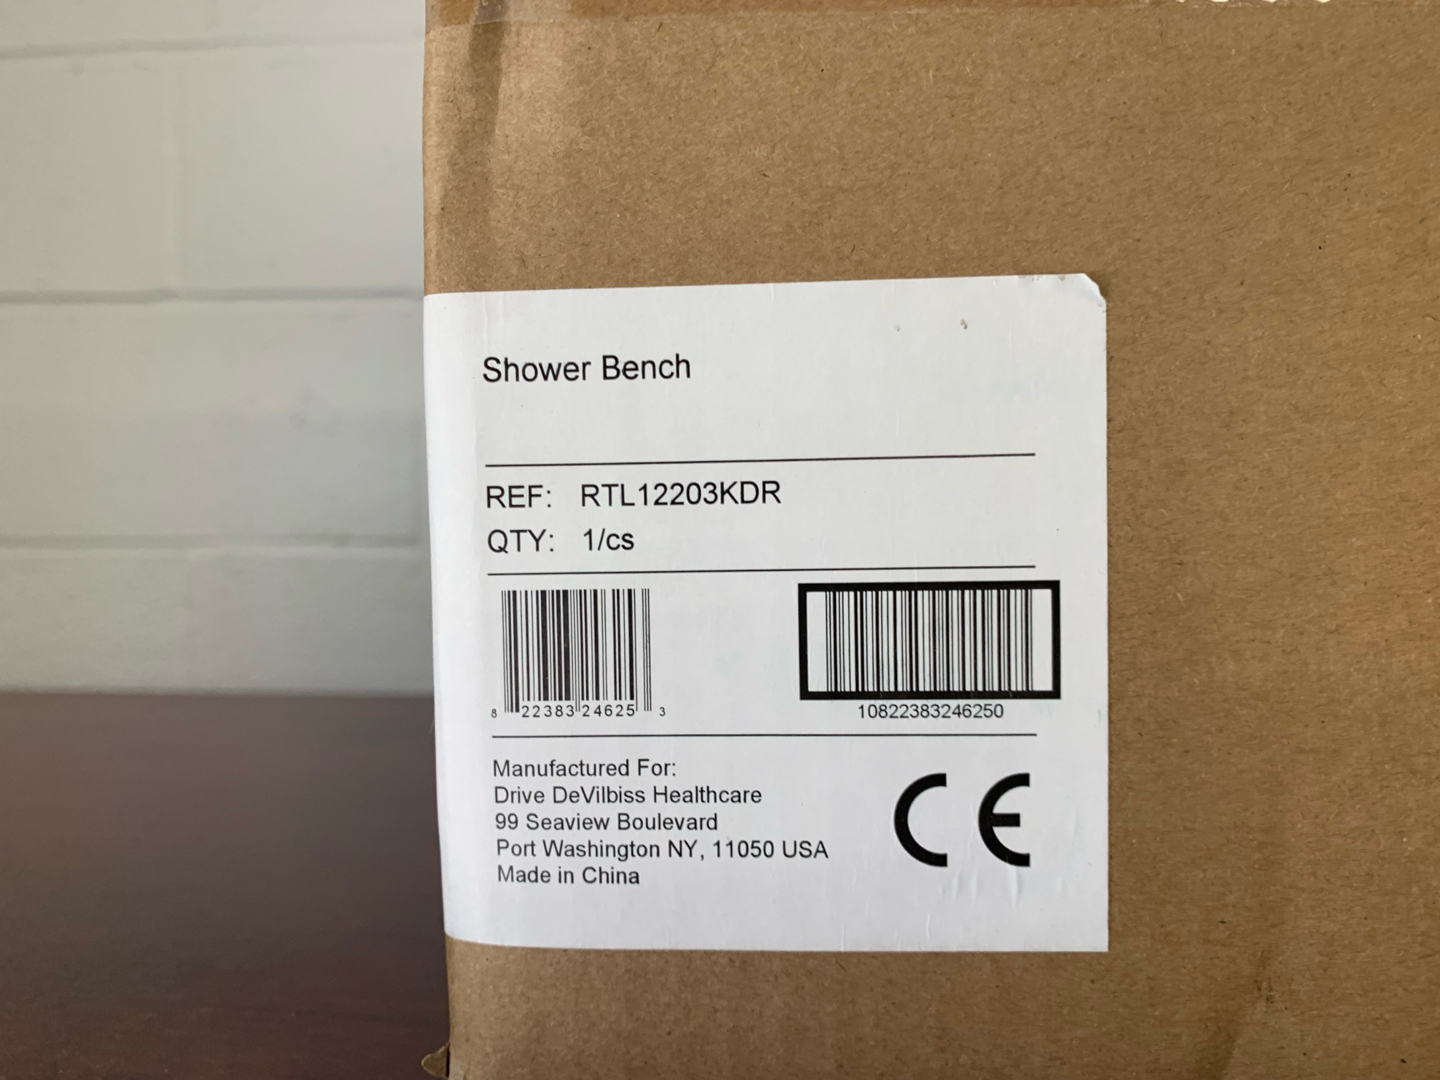 Shower Bench
REF: RTL12203KDR
QTY: 1/cs
8 22383 24625 3
10822383246250
Manufactured For:
Drive DeVilbiss Healthcare
99 Seaview Boulevard
Port Washington NY, 11050 USA
Made in China
CE